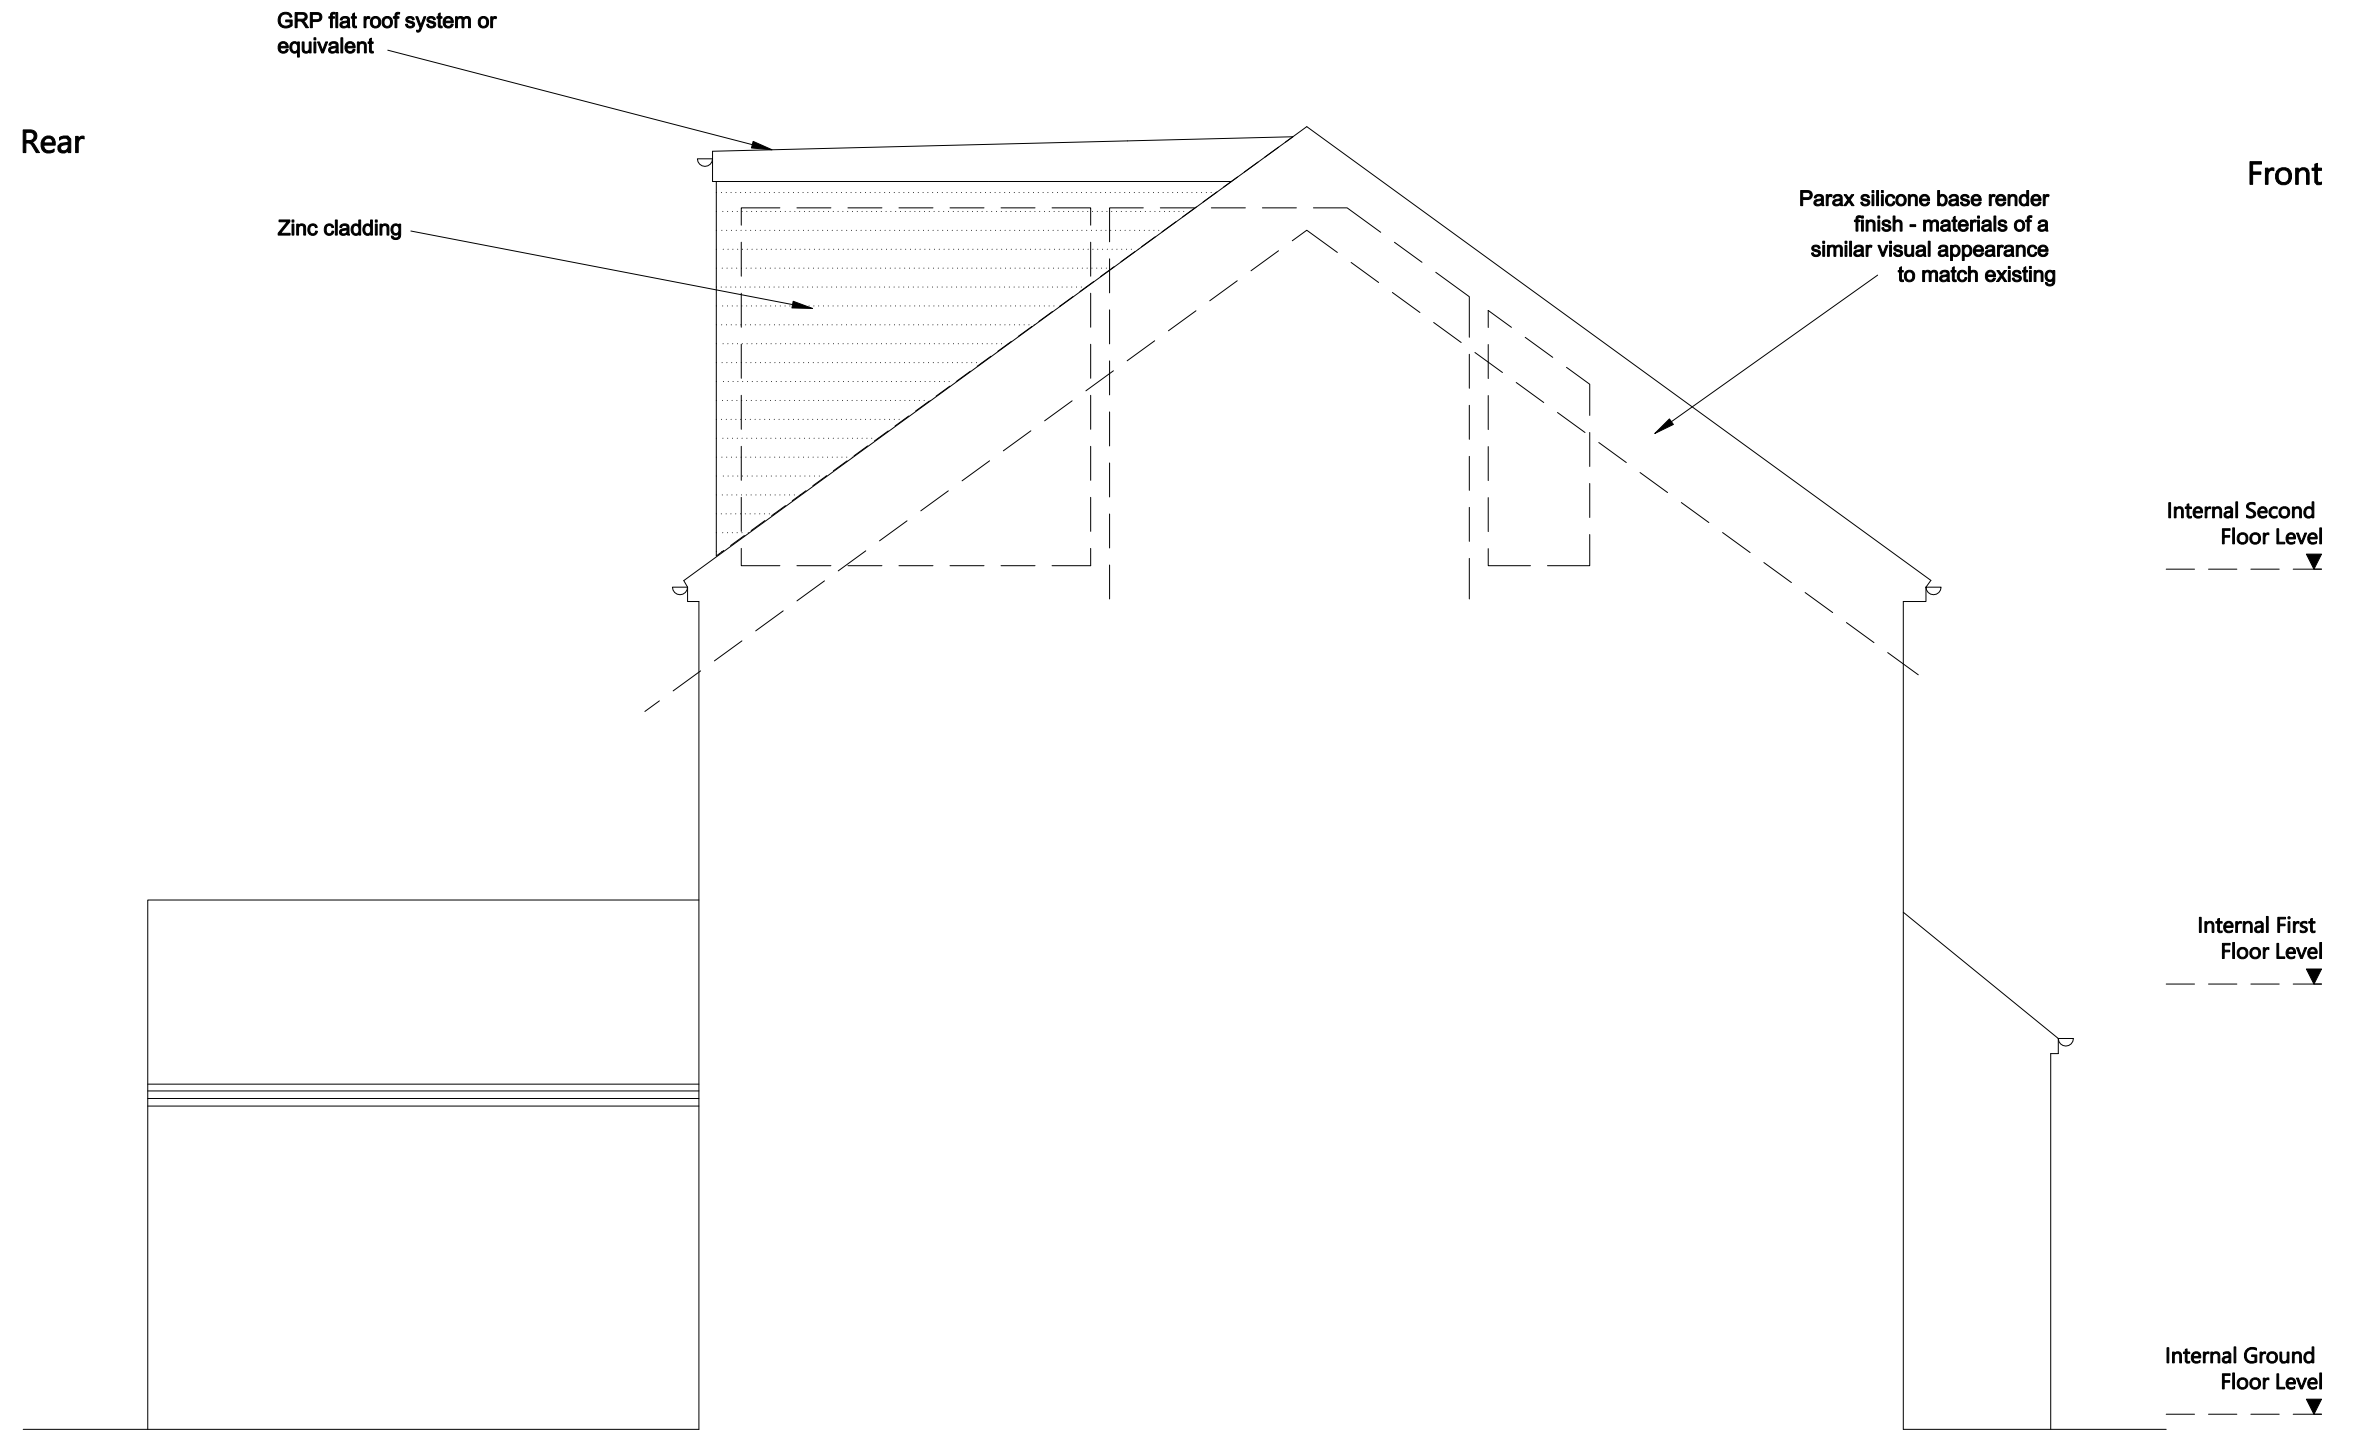 GRP flat roof system or
equivalent
Rear
Front
Zinc cladding
Parax silicone base render
finish - materials of a
similar visual appearance
to match existing
Internal Second
Floor Level
Internal First
Floor Level
Internal Ground
Floor Level